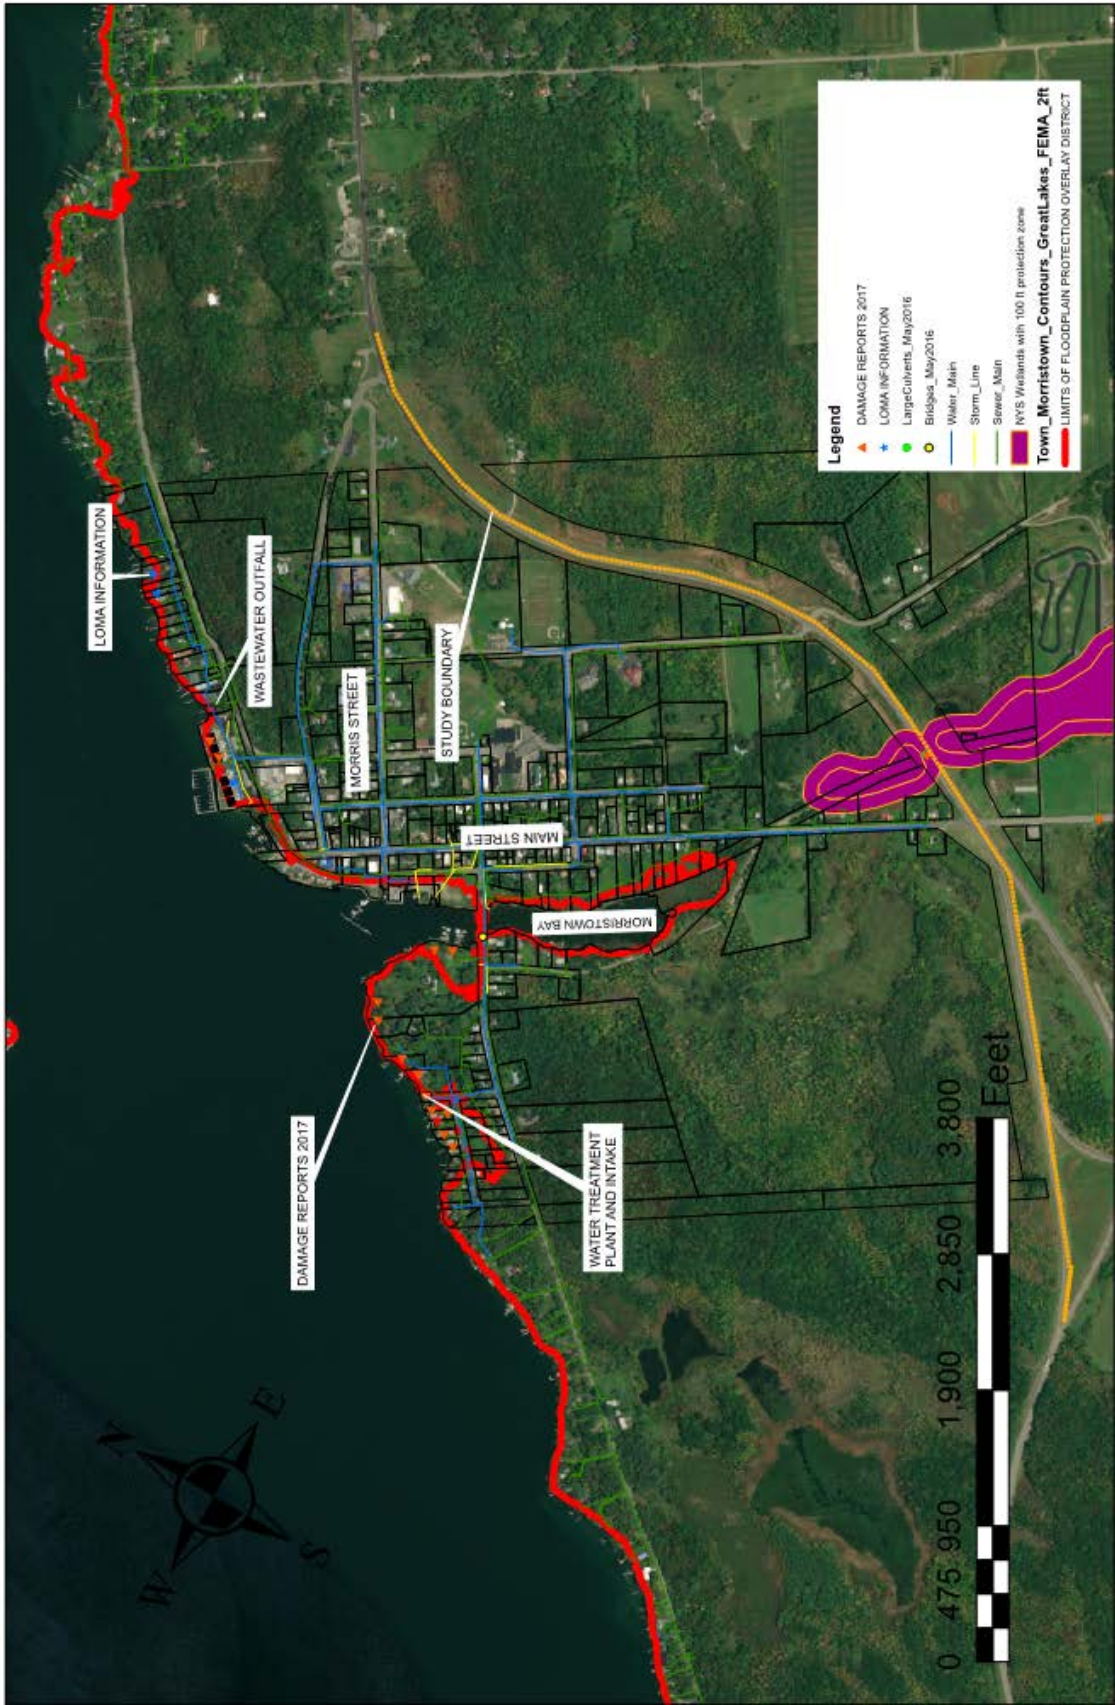 LOMA INFORMATION
WASTEWATER OUTFALL
MORRIS STREET
STUDY BOUNDARY
MAIN STREET
MORRISTOWN BAY
DAMAGE REPORTS 2017
WATER TREATMENT
PLANT AND INTAKE
Legend
DAMAGE REPORTS 2017
LOMA INFORMATION
LargeCulverts_May2016
Bridges_May2016
Water_Main
Storm_Line
Sewer_Main
NYS Wetlands with 100 ft protection zone
Town_Morristown_Contours_GreatLakes_FEMA_2ft
LIMITS OF FLOODPLAIN PROTECTION OVERLAY DISTRICT
N
E
S
W
0 475 950 1,900 2,850 3,800
Feet